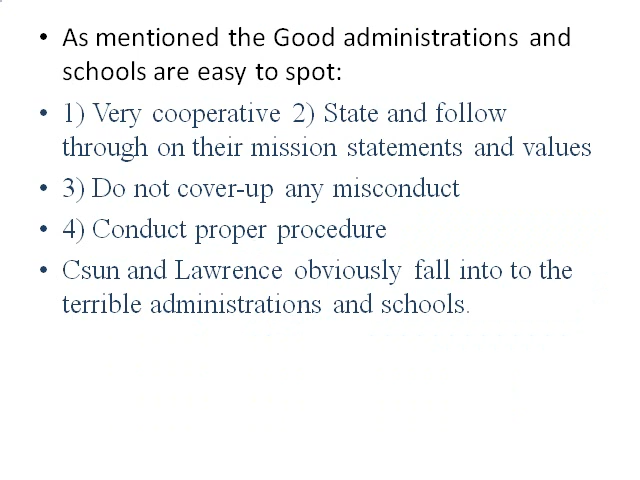 • As mentioned the Good administrations and
schools are easy to spot:
• 1) Very cooperative 2) State and follow
through on their mission statements and values
• 3) Do not cover-up any misconduct
• 4) Conduct proper procedure
• Csun and Lawrence obviously fall into to the
terrible administrations and schools.